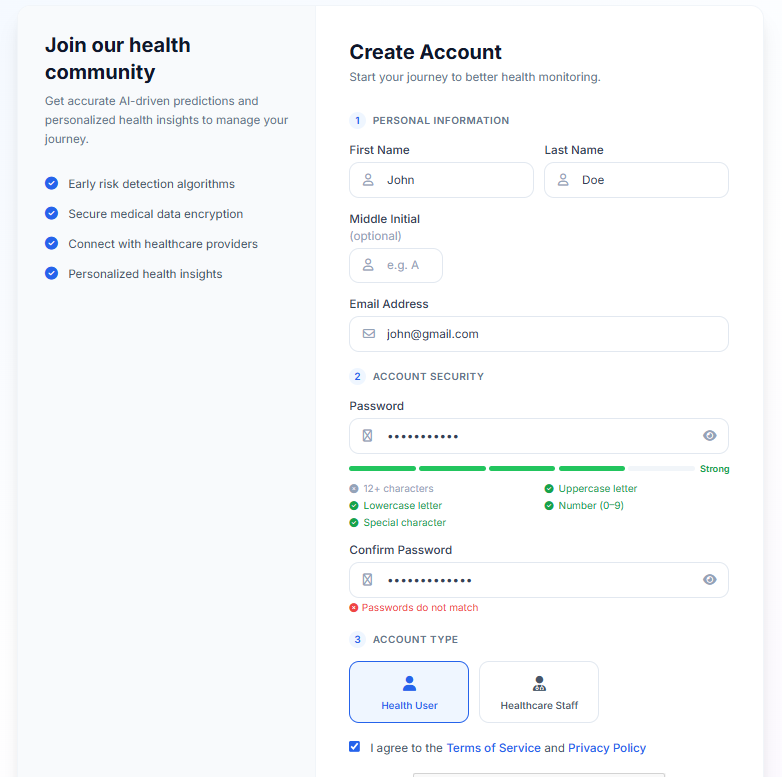 Join our health
community
Get accurate AI-driven predictions and
personalized health insights to manage your
journey.
Early risk detection algorithms
Secure medical data encryption
Connect with healthcare providers
Personalized health insights
Create Account
Start your journey to better health monitoring.
1 PERSONAL INFORMATION
First Name
Last Name
John
Doe
Middle Initial
(optional)
e.g. A
Email Address
john@gmail.com
2 ACCOUNT SECURITY
Password
•••••••••••
Strong
12+ characters
Uppercase letter
Lowercase letter
Number (0–9)
Special character
Confirm Password
•••••••••••••
Passwords do not match
3 ACCOUNT TYPE
Health User
Healthcare Staff
I agree to the Terms of Service and Privacy Policy